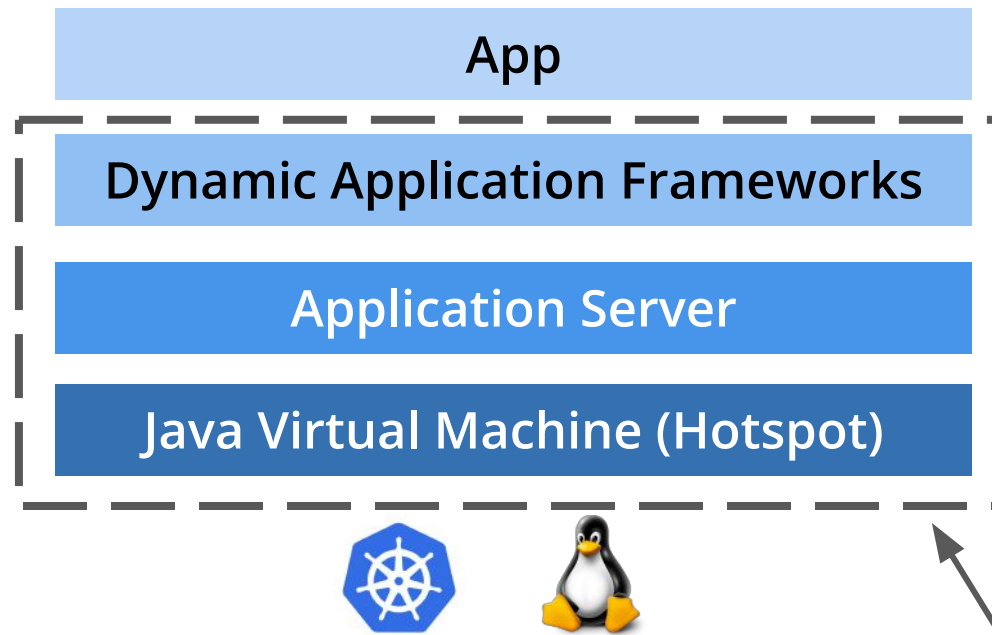 App
Dynamic Application Frameworks
Application Server
Java Virtual Machine (Hotspot)